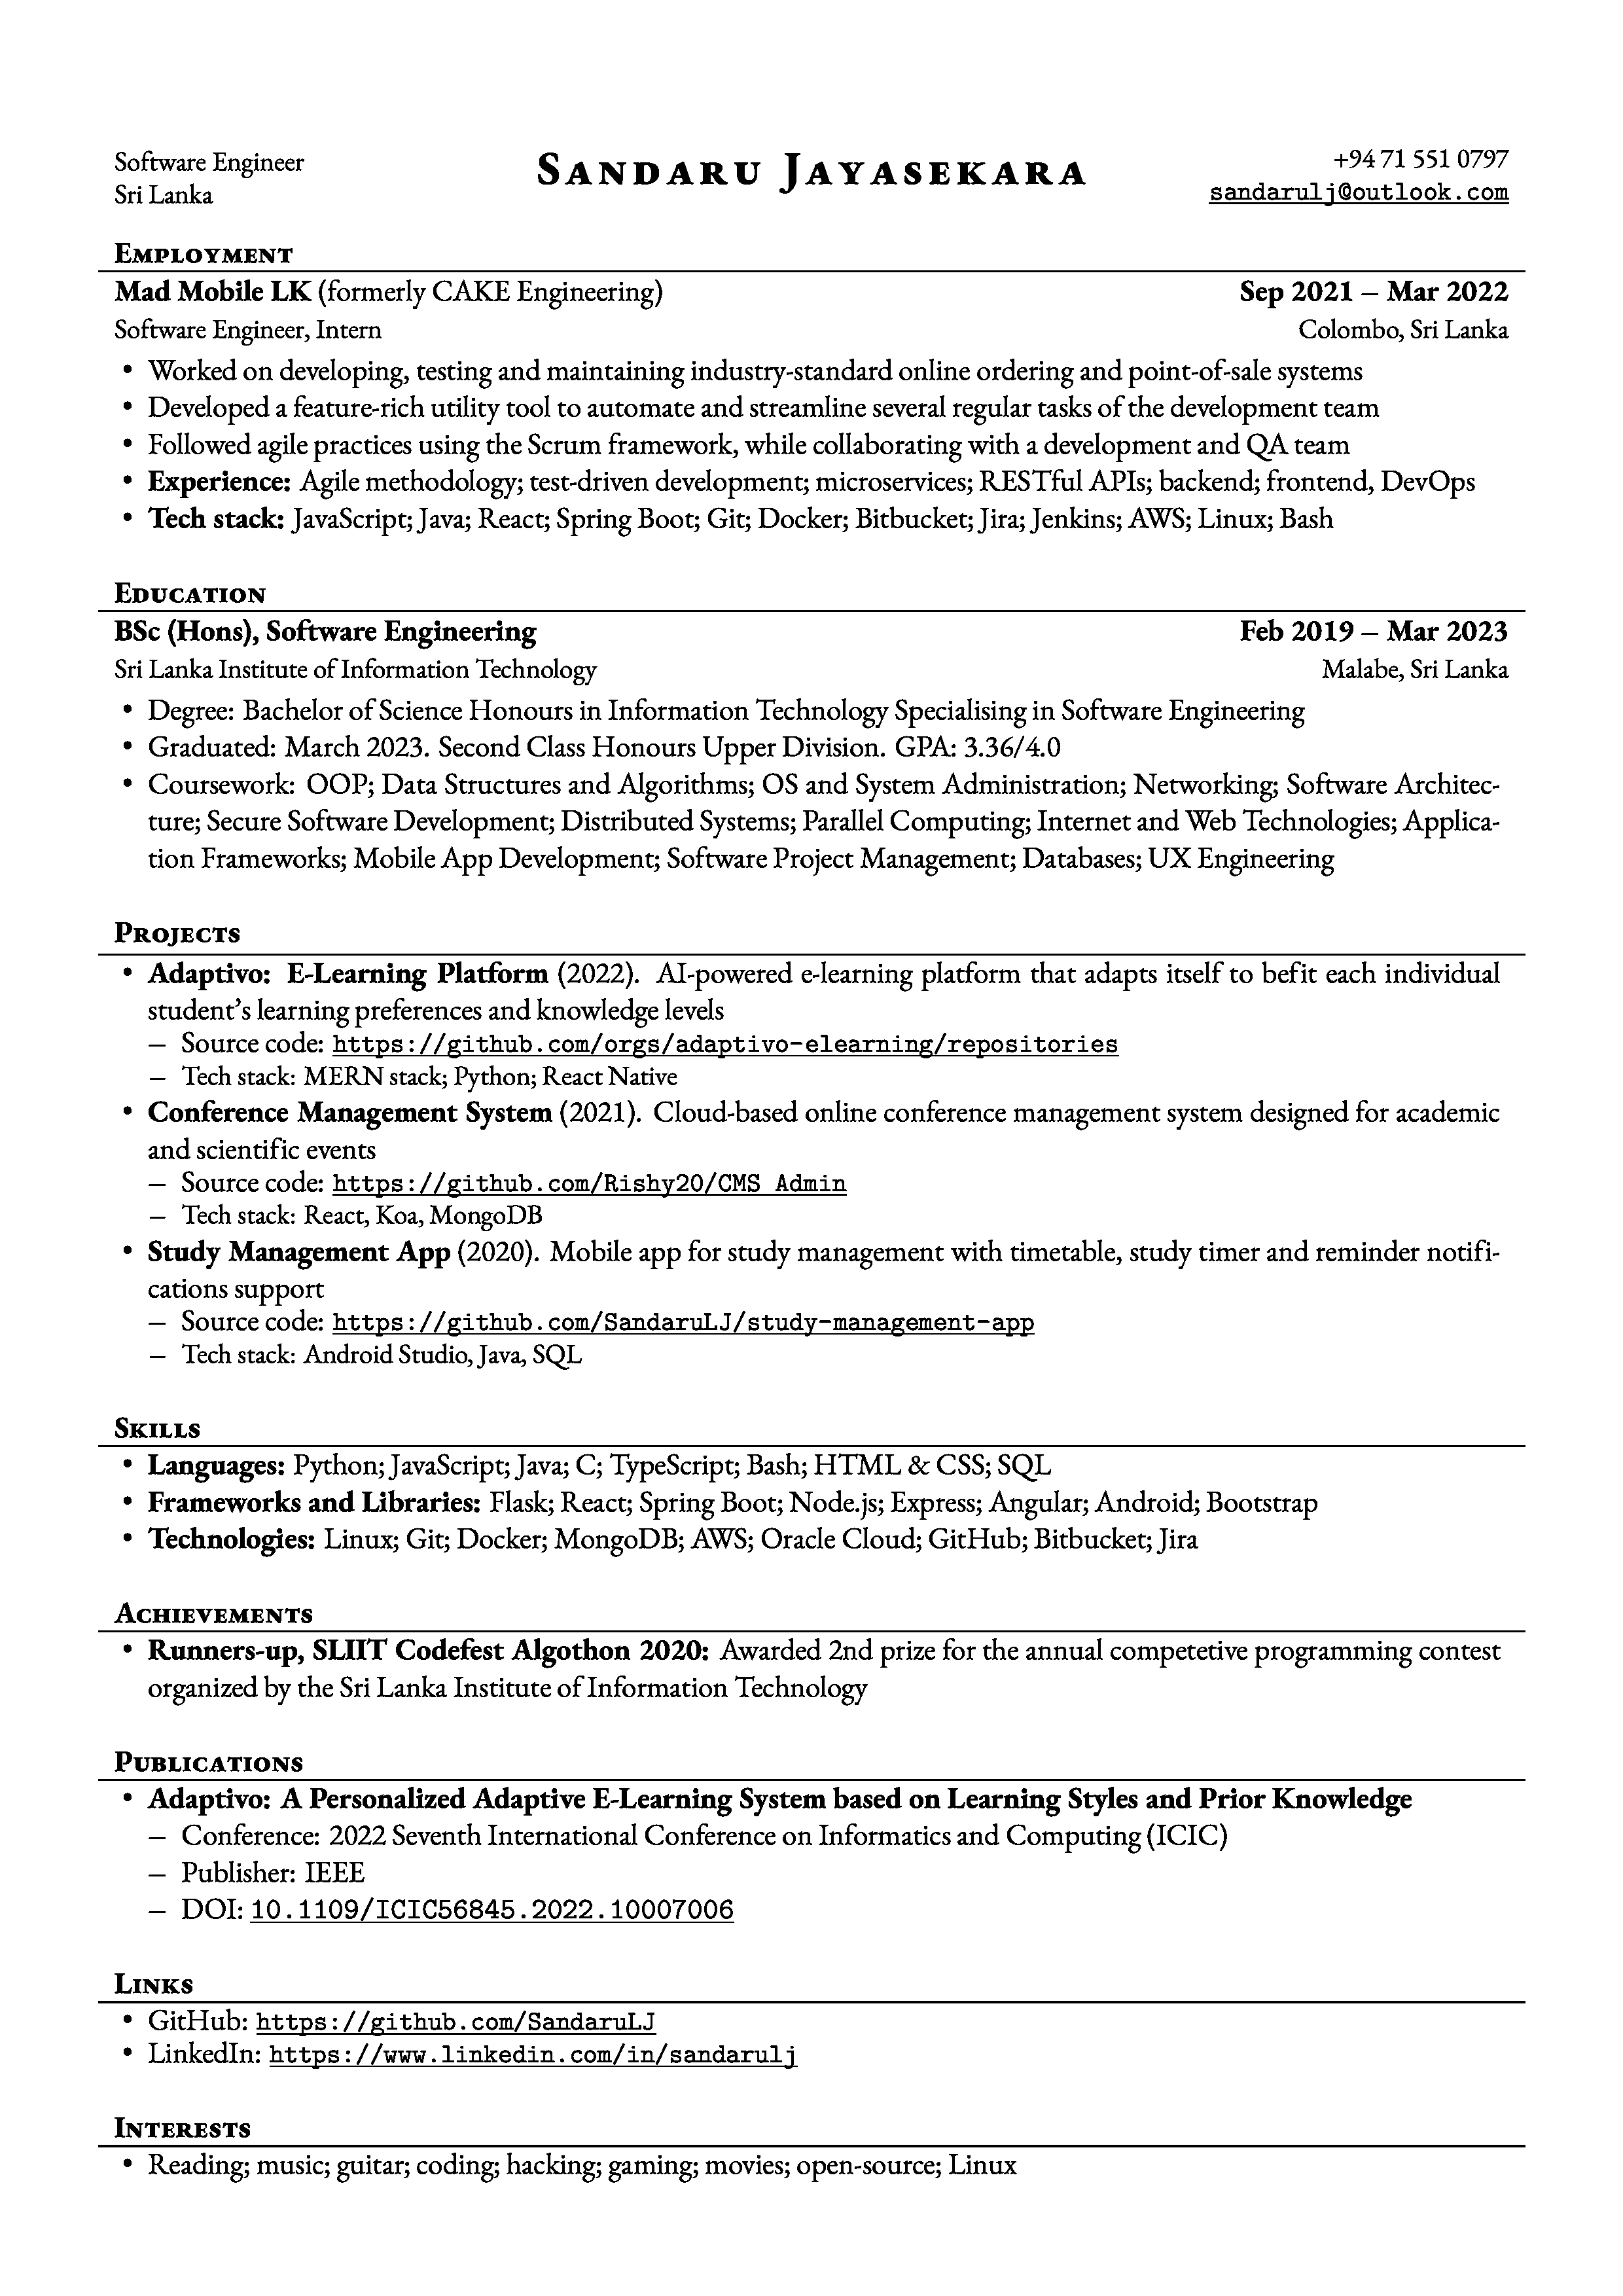 Software Engineer
Sri Lanka
SANDARU JAYASEKARA
+94 71 551 0797
sandarulj@outlook.com
EMPLOYMENT
Mad Mobile LK (formerly CAKE Engineering) Sep 2021 – Mar 2022
Software Engineer, Intern Colombo, Sri Lanka
• Worked on developing, testing and maintaining industry-standard online ordering and point-of-sale systems
• Developed a feature-rich utility tool to automate and streamline several regular tasks of the development team
• Followed agile practices using the Scrum framework, while collaborating with a development and QA team
• Experience: Agile methodology; test-driven development; microservices; RESTful APIs; backend; frontend, DevOps
• Tech stack: JavaScript; Java; React; Spring Boot; Git; Docker; Bitbucket; Jira; Jenkins; AWS; Linux; Bash
EDUCATION
BSc (Hons), Software Engineering Feb 2019 – Mar 2023
Sri Lanka Institute of Information Technology Malabe, Sri Lanka
• Degree: Bachelor of Science Honours in Information Technology Specialising in Software Engineering
• Graduated: March 2023. Second Class Honours Upper Division. GPA: 3.36/4.0
• Coursework: OOP; Data Structures and Algorithms; OS and System Administration; Networking; Software Architec-
ture; Secure Software Development; Distributed Systems; Parallel Computing; Internet and Web Technologies; Applica-
tion Frameworks; Mobile App Development; Software Project Management; Databases; UX Engineering
PROJECTS
• Adaptivo: E-Learning Platform (2022). AI-powered e-learning platform that adapts itself to befit each individual
student's learning preferences and knowledge levels
– Source code: https://github.com/orgs/adaptivo-elearning/repositories
– Tech stack: MERN stack; Python; React Native
• Conference Management System (2021). Cloud-based online conference management system designed for academic
and scientific events
– Source code: https://github.com/Rishy20/CMS_Admin
– Tech stack: React, Koa, MongoDB
• Study Management App (2020). Mobile app for study management with timetable, study timer and reminder notifi-
cations support
– Source code: https://github.com/SandaruLJ/study-management-app
– Tech stack: Android Studio, Java, SQL
SKILLS
• Languages: Python; JavaScript; Java; C; TypeScript; Bash; HTML & CSS; SQL
• Frameworks and Libraries: Flask; React; Spring Boot; Node.js; Express; Angular; Android; Bootstrap
• Technologies: Linux; Git; Docker; MongoDB; AWS; Oracle Cloud; GitHub; Bitbucket; Jira
ACHIEVEMENTS
• Runners-up, SLIIT Codefest Algothon 2020: Awarded 2nd prize for the annual competetive programming contest
organized by the Sri Lanka Institute of Information Technology
PUBLICATIONS
• Adaptivo: A Personalized Adaptive E-Learning System based on Learning Styles and Prior Knowledge
– Conference: 2022 Seventh International Conference on Informatics and Computing (ICIC)
– Publisher: IEEE
– DOI: 10.1109/ICIC56845.2022.10007006
LINKS
• GitHub: https://github.com/SandaruLJ
• LinkedIn: https://www.linkedin.com/in/sandarulj
INTERESTS
• Reading; music; guitar; coding; hacking; gaming; movies; open-source; Linux